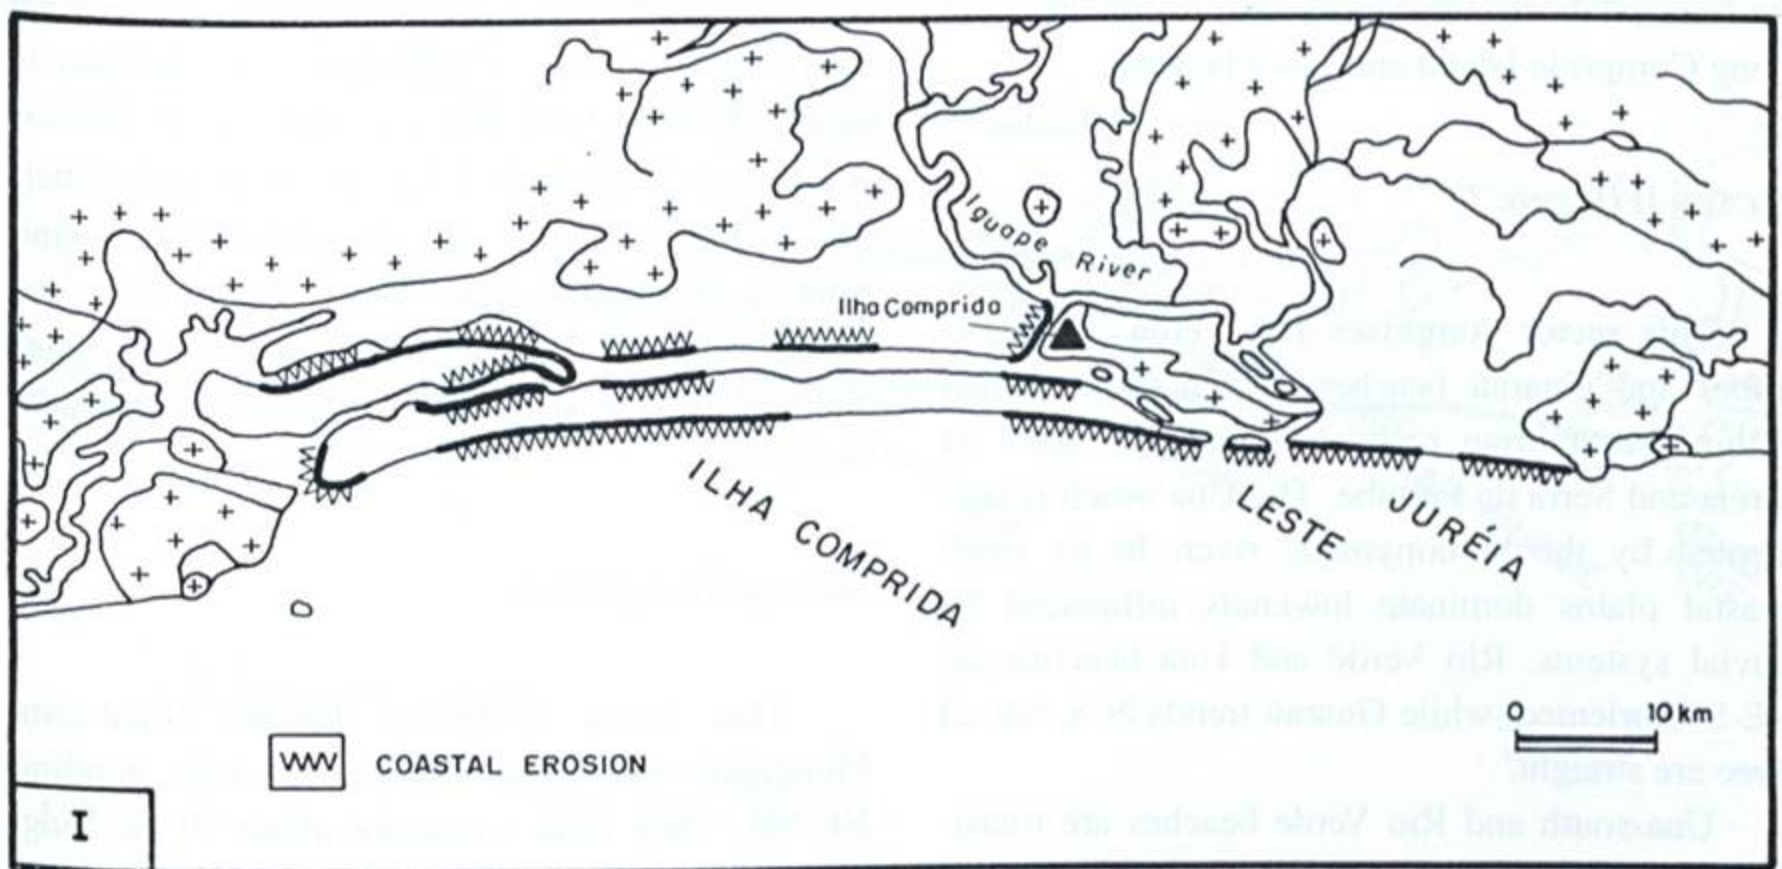 Iguape River
Ilha Comprida
ILHA COMPRIDA
LESTE
JURÉIA
0 10 km
COASTAL EROSION
I